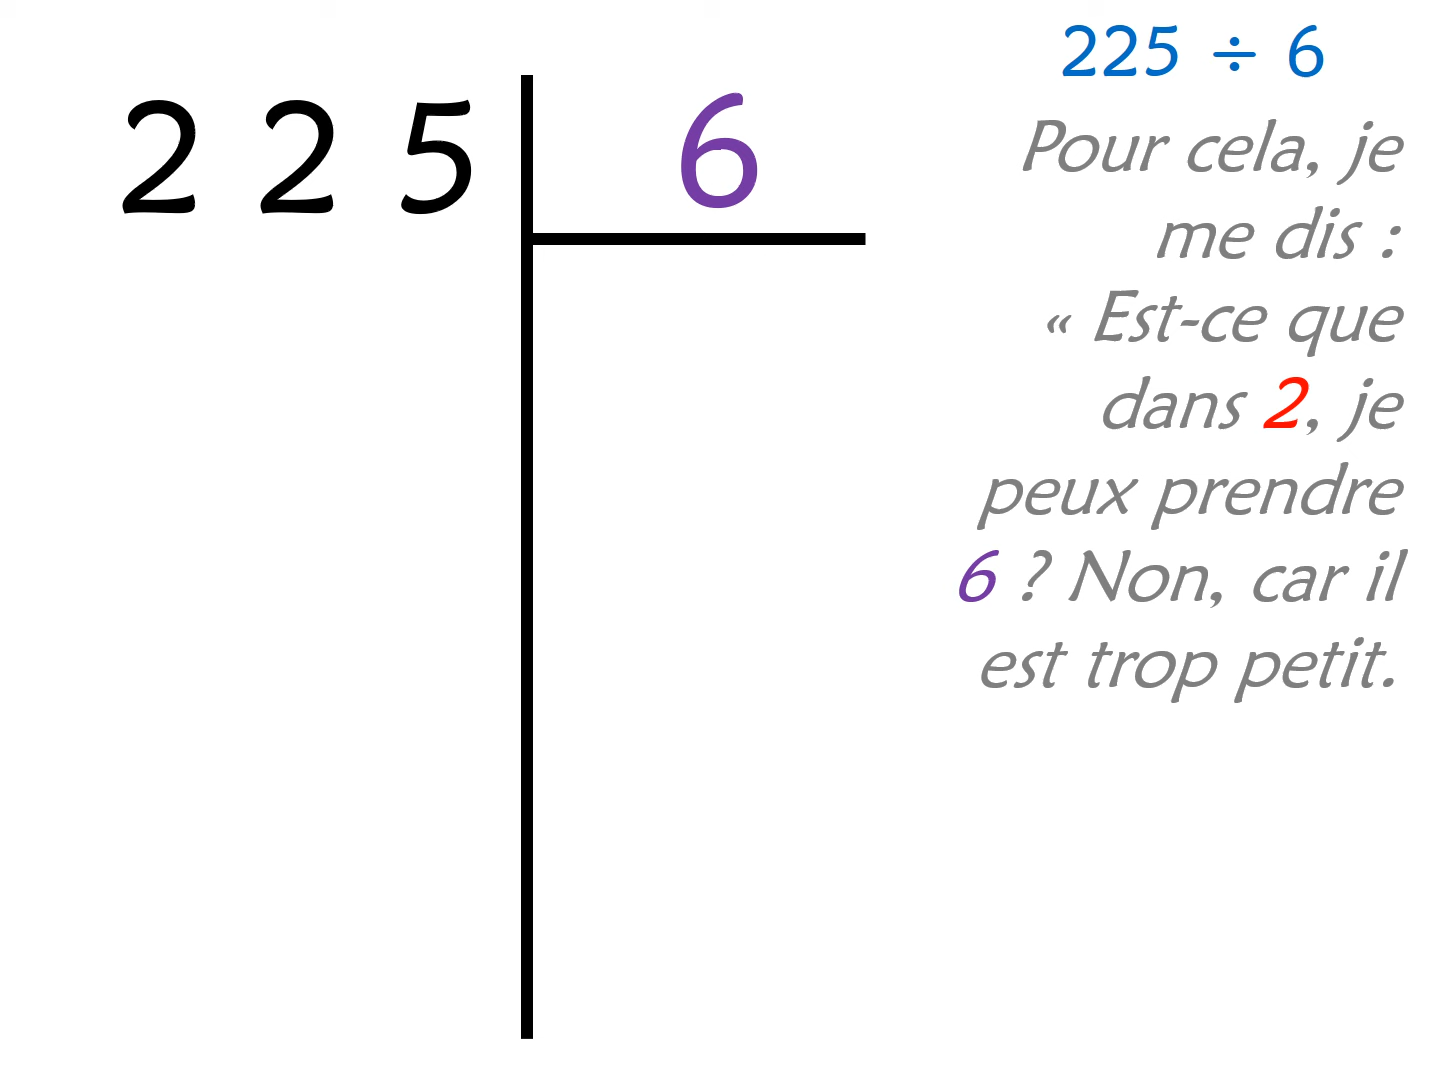 2 2 5 6
225 ÷ 6
Pour cela, je
me dis :
« Est-ce que
dans 2, je
peux prendre
6 ? Non, car il
est trop petit.